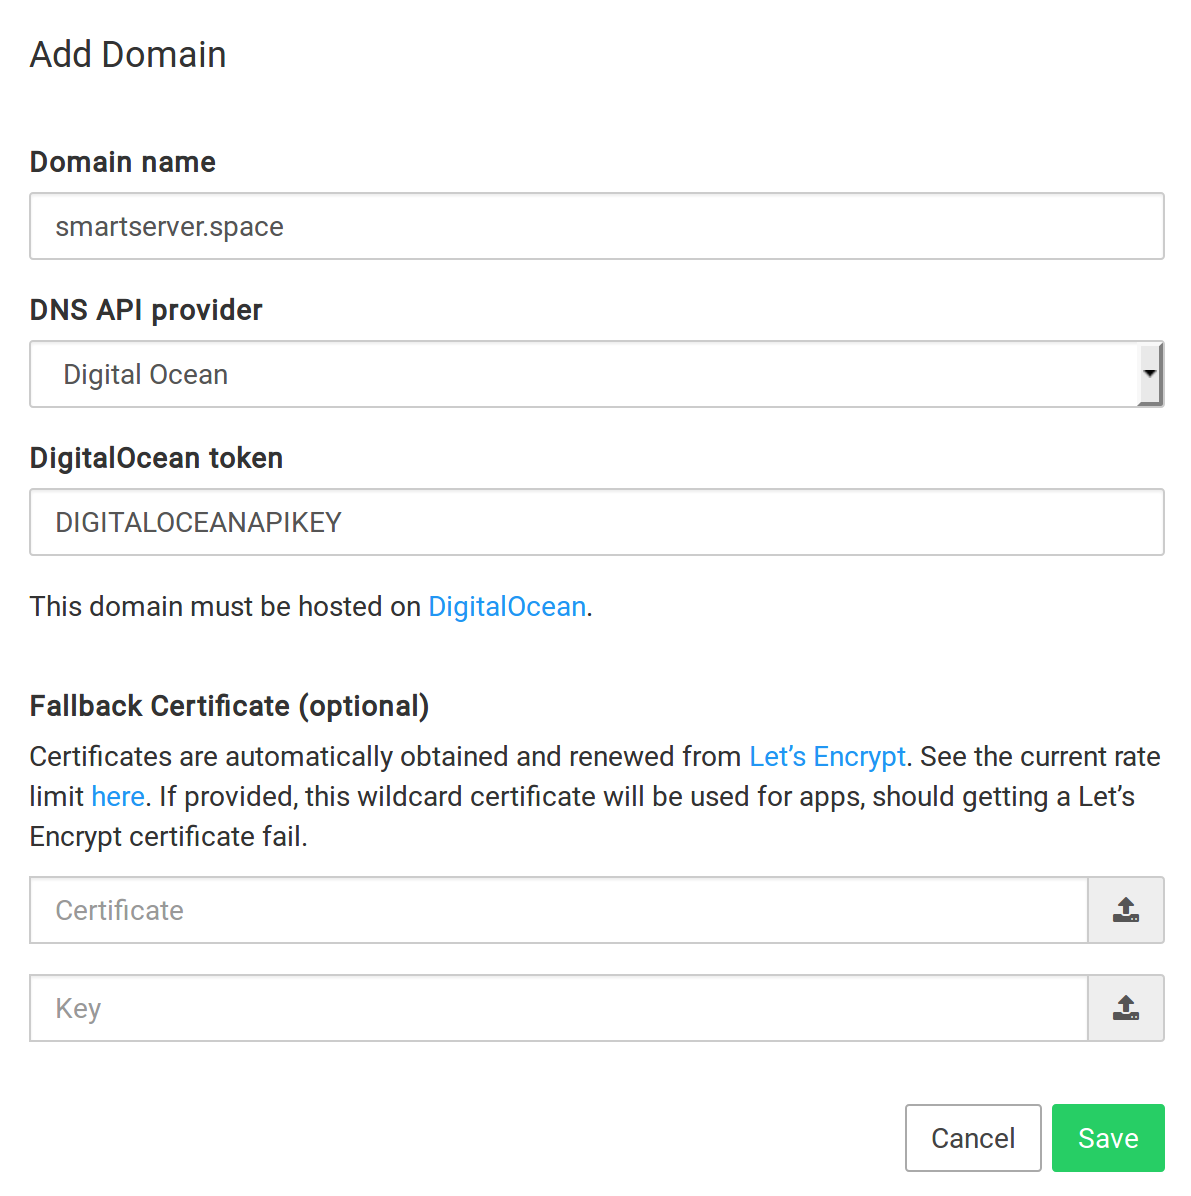 Add Domain
Domain name
smartserver.space
DNS API provider
Digital Ocean
DigitalOcean token
DIGITALOCEANAPIKEY
This domain must be hosted on DigitalOcean.
Fallback Certificate (optional)
Certificates are automatically obtained and renewed from Let’s Encrypt. See the current rate
limit here. If provided, this wildcard certificate will be used for apps, should getting a Let’s
Encrypt certificate fail.
Certificate
Key
Cancel Save